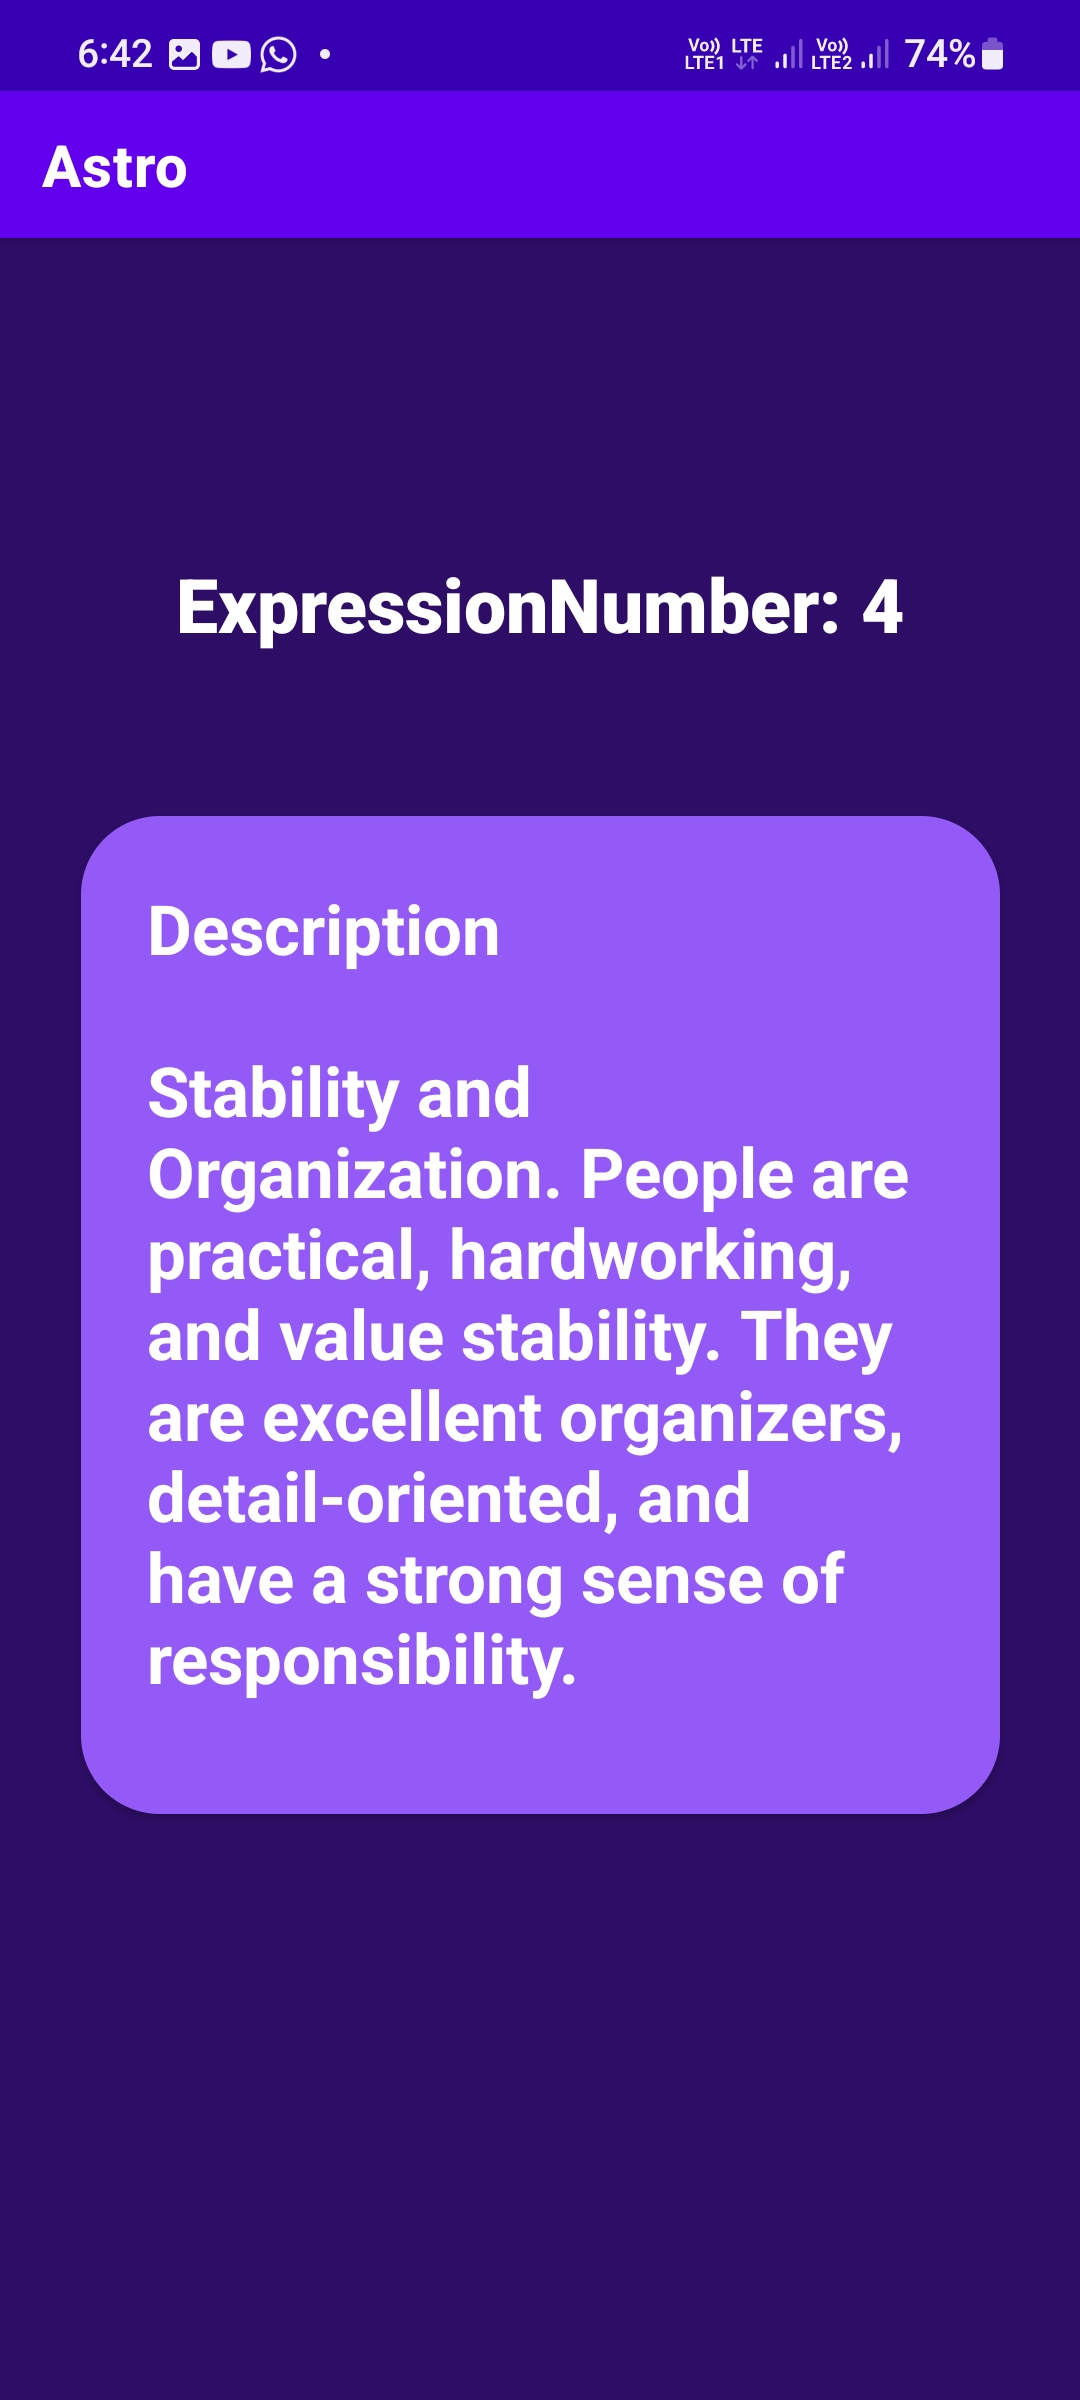 6:42
Vo)) LTE
LTE1
Vo))
LTE2
74%
Astro
ExpressionNumber: 4
Description
Stability and
Organization. People are
practical, hardworking,
and value stability. They
are excellent organizers,
detail-oriented, and
have a strong sense of
responsibility.